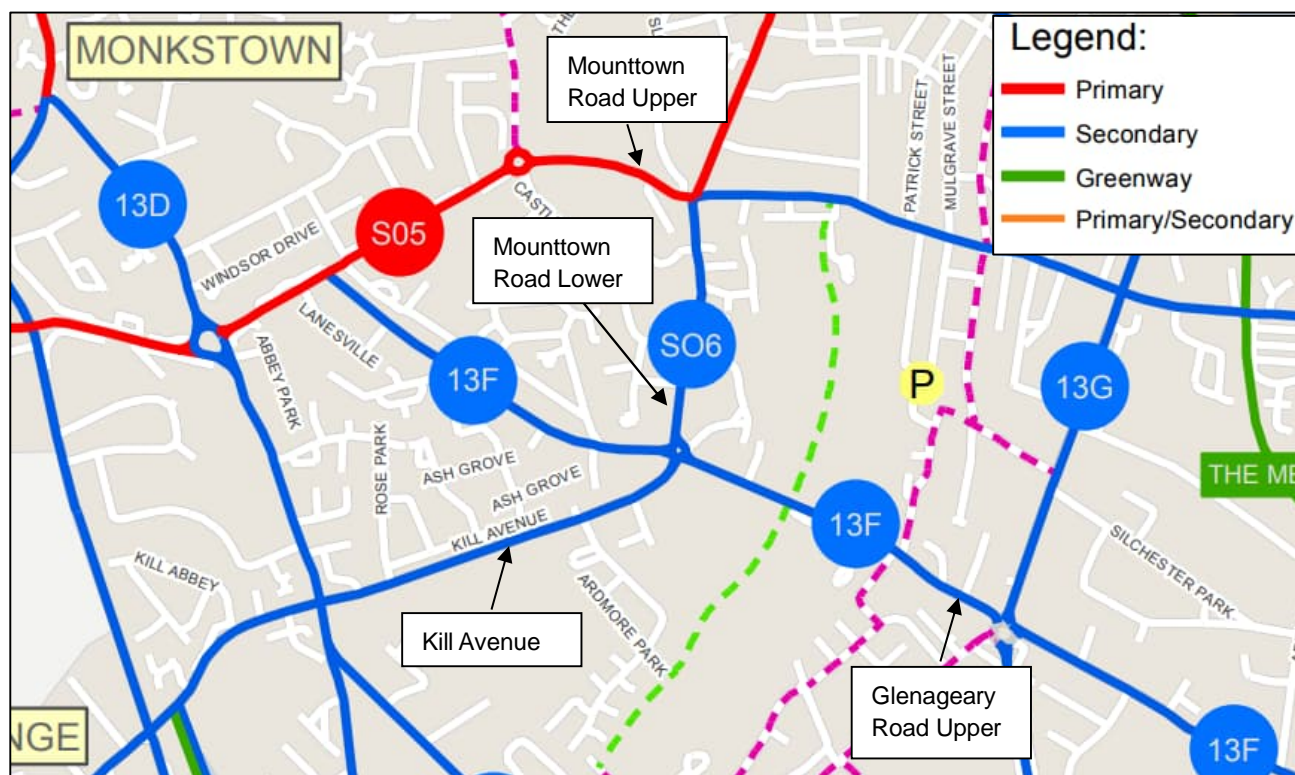 MONKSTOWN
Mounttown
Road Upper
Legend:
Primary
Secondary
Greenway
Primary/Secondary
PATRICK STREET
MULGRAVE STREET
13D
S05
WINDSOR DRIVE
Mounttown
Road Lower
LANESVILLE
ABBEY PARK
13F
SO6
P
13G
THE ME
ROSE PARK
ASH GROVE
ASH GROVE
KILL AVENUE
13F
SILCHESTER PARK
KILL ABBEY
ARDMORE PARK
Kill Avenue
Glenageary
Road Upper
NGE
13F